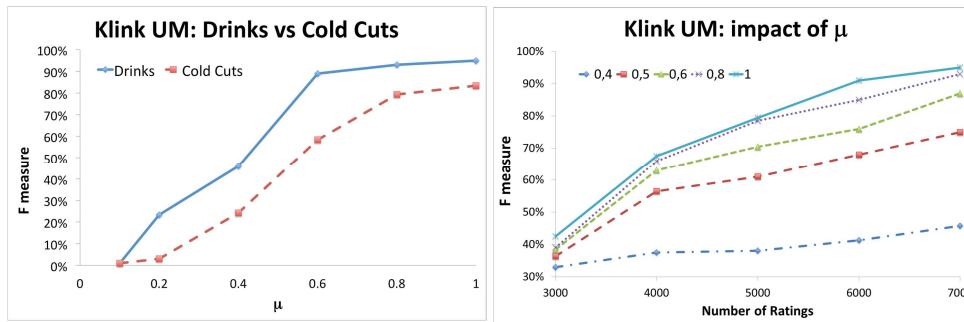 Klink UM: Drinks vs Cold Cuts
100%
90%
80%
70%
60%
50%
40%
30%
20%
10%
0%
F measure
Drinks Cold Cuts
0 0.2 0.4 0.6 0.8 1
μ
Klink UM: impact of μ
100%
90%
80%
70%
60%
50%
40%
30%
F measure
0,4 0,5 0,6 0,8 1
3000 4000 5000 6000 700
Number of Ratings